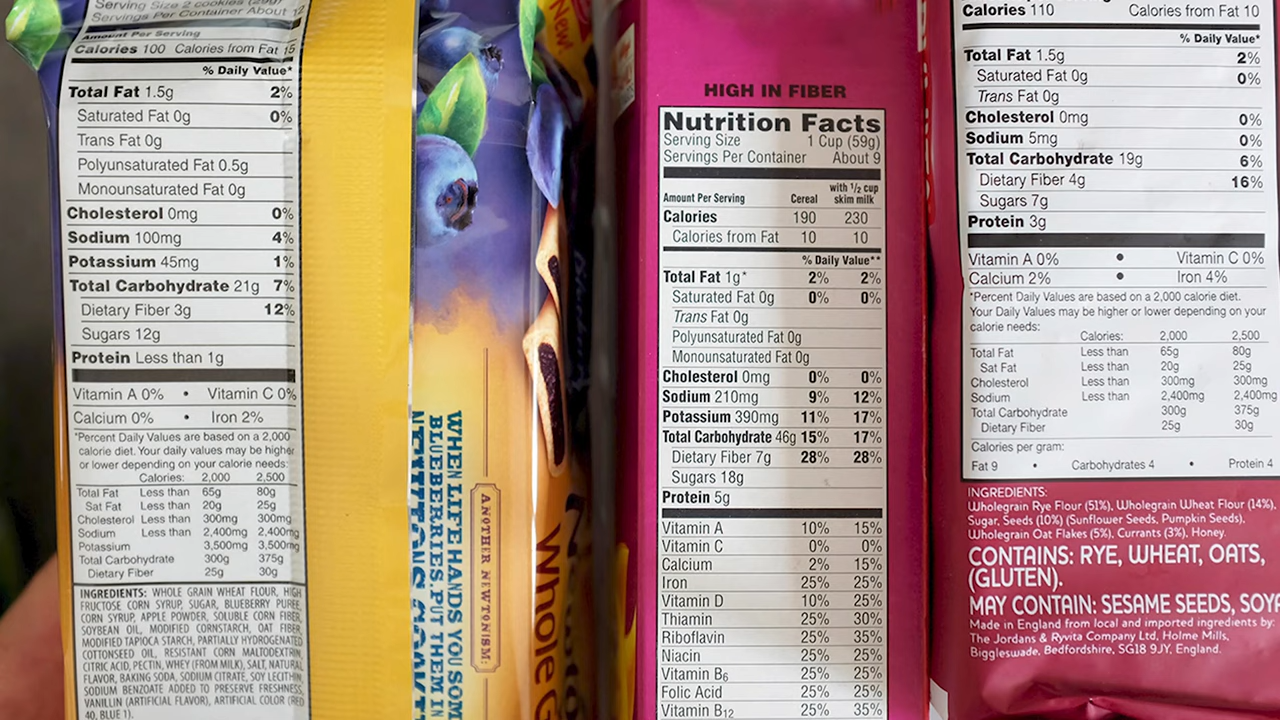 Serving Size 2 cookies (29g)
Servings Per Container About 12
Amount Per Serving
Calories 100 Calories from Fat 15
% Daily Value*
Total Fat 1.5g 2%
Saturated Fat 0g 0%
Trans Fat 0g
Polyunsaturated Fat 0.5g
Monounsaturated Fat 0g
Cholesterol 0mg 0%
Sodium 100mg 4%
Potassium 45mg 1%
Total Carbohydrate 21g 7%
Dietary Fiber 3g 12%
Sugars 12g
Protein Less than 1g
Vitamin A 0% • Vitamin C 0%
Calcium 0% • Iron 2%
*Percent Daily Values are based on a 2,000
calorie diet. Your daily values may be higher
or lower depending on your calorie needs:
Calories: 2,000 2,500
Total Fat Less than 65g 80g
Sat Fat Less than 20g 25g
Cholesterol Less than 300mg 300mg
Sodium Less than 2,400mg 2,400mg
Potassium 3,500mg 3,500mg
Total Carbohydrate 300g 375g
Dietary Fiber 25g 30g
INGREDIENTS: WHOLE GRAIN WHEAT FLOUR, HIGH
FRUCTOSE CORN SYRUP, SUGAR, BLUEBERRY PUREE,
CORN SYRUP, APPLE POWDER, SOLUBLE CORN FIBER,
SOYBEAN OIL, MODIFIED CORNSTARCH, OAT FIBER,
MODIFIED TAPIOCA STARCH, PARTIALLY HYDROGENATED
COTTONSEED OIL, RESISTANT CORN MALTODEXTRIN,
CITRIC ACID, PECTIN, WHEY (FROM MILK), SALT, NATURAL
FLAVOR, BAKING SODA, SODIUM CITRATE, SOY LECITHIN,
SODIUM BENZOATE ADDED TO PRESERVE FRESHNESS,
VANILLIN (ARTIFICIAL FLAVOR), ARTIFICIAL COLOR (RED
40, BLUE 1).
New!
WHEN LIFE HANDS YOU SOM
BLUEBERRIES, PUT THEM IN
ANOTHER NEWTONISM:
Whole G
HIGH IN FIBER
Nutrition Facts
Serving Size 1 Cup (59g)
Servings Per Container About 9
Amount Per Serving Cereal with 1/2 cup skim milk
Calories 190 230
Calories from Fat 10 10
% Daily Value**
Total Fat 1g* 2% 2%
Saturated Fat 0g 0% 0%
Trans Fat 0g
Polyunsaturated Fat 0g
Monounsaturated Fat 0g
Cholesterol 0mg 0% 0%
Sodium 210mg 9% 12%
Potassium 390mg 11% 17%
Total Carbohydrate 46g 15% 17%
Dietary Fiber 7g 28% 28%
Sugars 18g
Protein 5g
Vitamin A 10% 15%
Vitamin C 0% 0%
Calcium 2% 15%
Iron 25% 25%
Vitamin D 10% 25%
Thiamin 25% 30%
Riboflavin 25% 35%
Niacin 25% 25%
Vitamin B6 25% 25%
Folic Acid 25% 25%
Vitamin B12 25% 35%
Calories 110 Calories from Fat 10
% Daily Value*
Total Fat 1.5g 2%
Saturated Fat 0g 0%
Trans Fat 0g
Cholesterol 0mg 0%
Sodium 5mg 0%
Total Carbohydrate 19g 6%
Dietary Fiber 4g 16%
Sugars 7g
Protein 3g
Vitamin A 0% • Vitamin C 0%
Calcium 2% • Iron 4%
*Percent Daily Values are based on a 2,000 calorie diet.
Your Daily Values may be higher or lower depending on your
calorie needs:
Calories: 2,000 2,500
Total Fat Less than 65g 80g
Sat Fat Less than 20g 25g
Cholesterol Less than 300mg 300mg
Sodium Less than 2,400mg 2,400mg
Total Carbohydrate 300g 375g
Dietary Fiber 25g 30g
Calories per gram:
Fat 9 • Carbohydrates 4 • Protein 4
INGREDIENTS:
Wholegrain Rye Flour (51%), Wholegrain Wheat Flour (14%),
Sugar, Seeds (10%) (Sunflower Seeds, Pumpkin Seeds),
Wholegrain Oat Flakes (5%), Currants (3%), Honey.
CONTAINS: RYE, WHEAT, OATS,
(GLUTEN).
MAY CONTAIN: SESAME SEEDS, SOYA
Made in England from local and imported ingredients by:
The Jordans & Ryvita Company Ltd, Holme Mills,
Biggleswade, Bedfordshire, SG18 9JY, England.